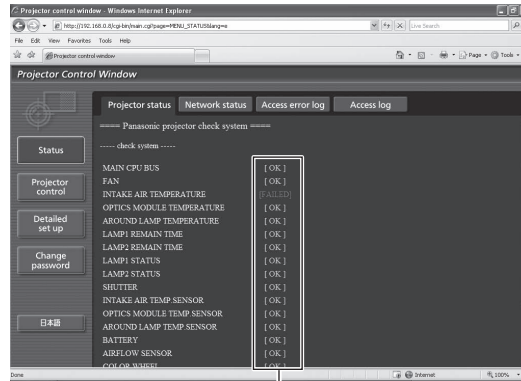 Projector control window - Windows Internet Explorer
http://192.168.0.8/cgi-bin/main.cgi?page=MENU_STATUS&lang=e
Live Search
File Edit View Favorites Tools Help
Projector control window
Page Tools
Projector Control Window
Projector status Network status Access error log Access log
==== Panasonic projector check system ====
----- check system -----
Status
MAIN CPU BUS [ OK ]
FAN [ OK ]
Projector control
INTAKE AIR TEMPERATURE [FAILED]
OPTICS MODULE TEMPERATURE [ OK ]
Detailed set up
AROUND LAMP TEMPERATURE [ OK ]
LAMP1 REMAIN TIME [ OK ]
LAMP2 REMAIN TIME [ OK ]
Change password
LAMP1 STATUS [ OK ]
LAMP2 STATUS [ OK ]
SHUTTER [ OK ]
INTAKE AIR TEMP.SENSOR [ OK ]
OPTICS MODULE TEMP.SENSOR [ OK ]
日本語
AROUND LAMP TEMP.SENSOR [ OK ]
BATTERY [ OK ]
AIRFLOW SENSOR [ OK ]
COLOR WHEEL [ OK ]
Done Internet 100%